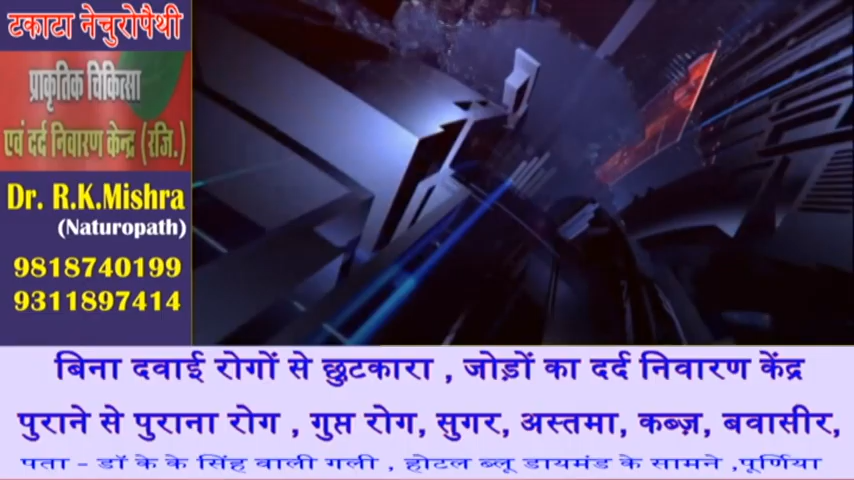 टकाटा नेचुरोपैथी
प्राकृतिक चिकित्सा
एवं दर्द निवारण केन्द्र (रजि.)
Dr. R.K.Mishra
(Naturopath)
9818740199
9311897414
बिना दवाई रोगों से छुटकारा , जोड़ों का दर्द निवारण केंद्र
पुराने से पुराना रोग , गुप्त रोग, सुगर, अस्तमा, कब्ज़, बवासीर,
पता - डॉ के के सिंह वाली गली , होटल ब्लू डायमंड के सामने ,पूर्णिया